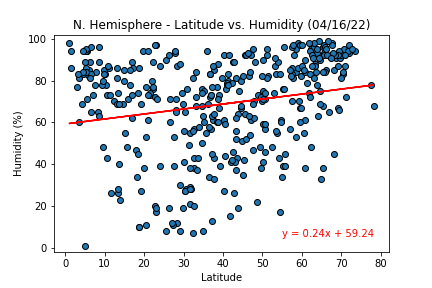 N. Hemisphere - Latitude vs. Humidity (04/16/22)
100
80
60
40
20
0
Humidity (%)
y = 0.24x + 59.24
0 10 20 30 40 50 60 70 80
Latitude